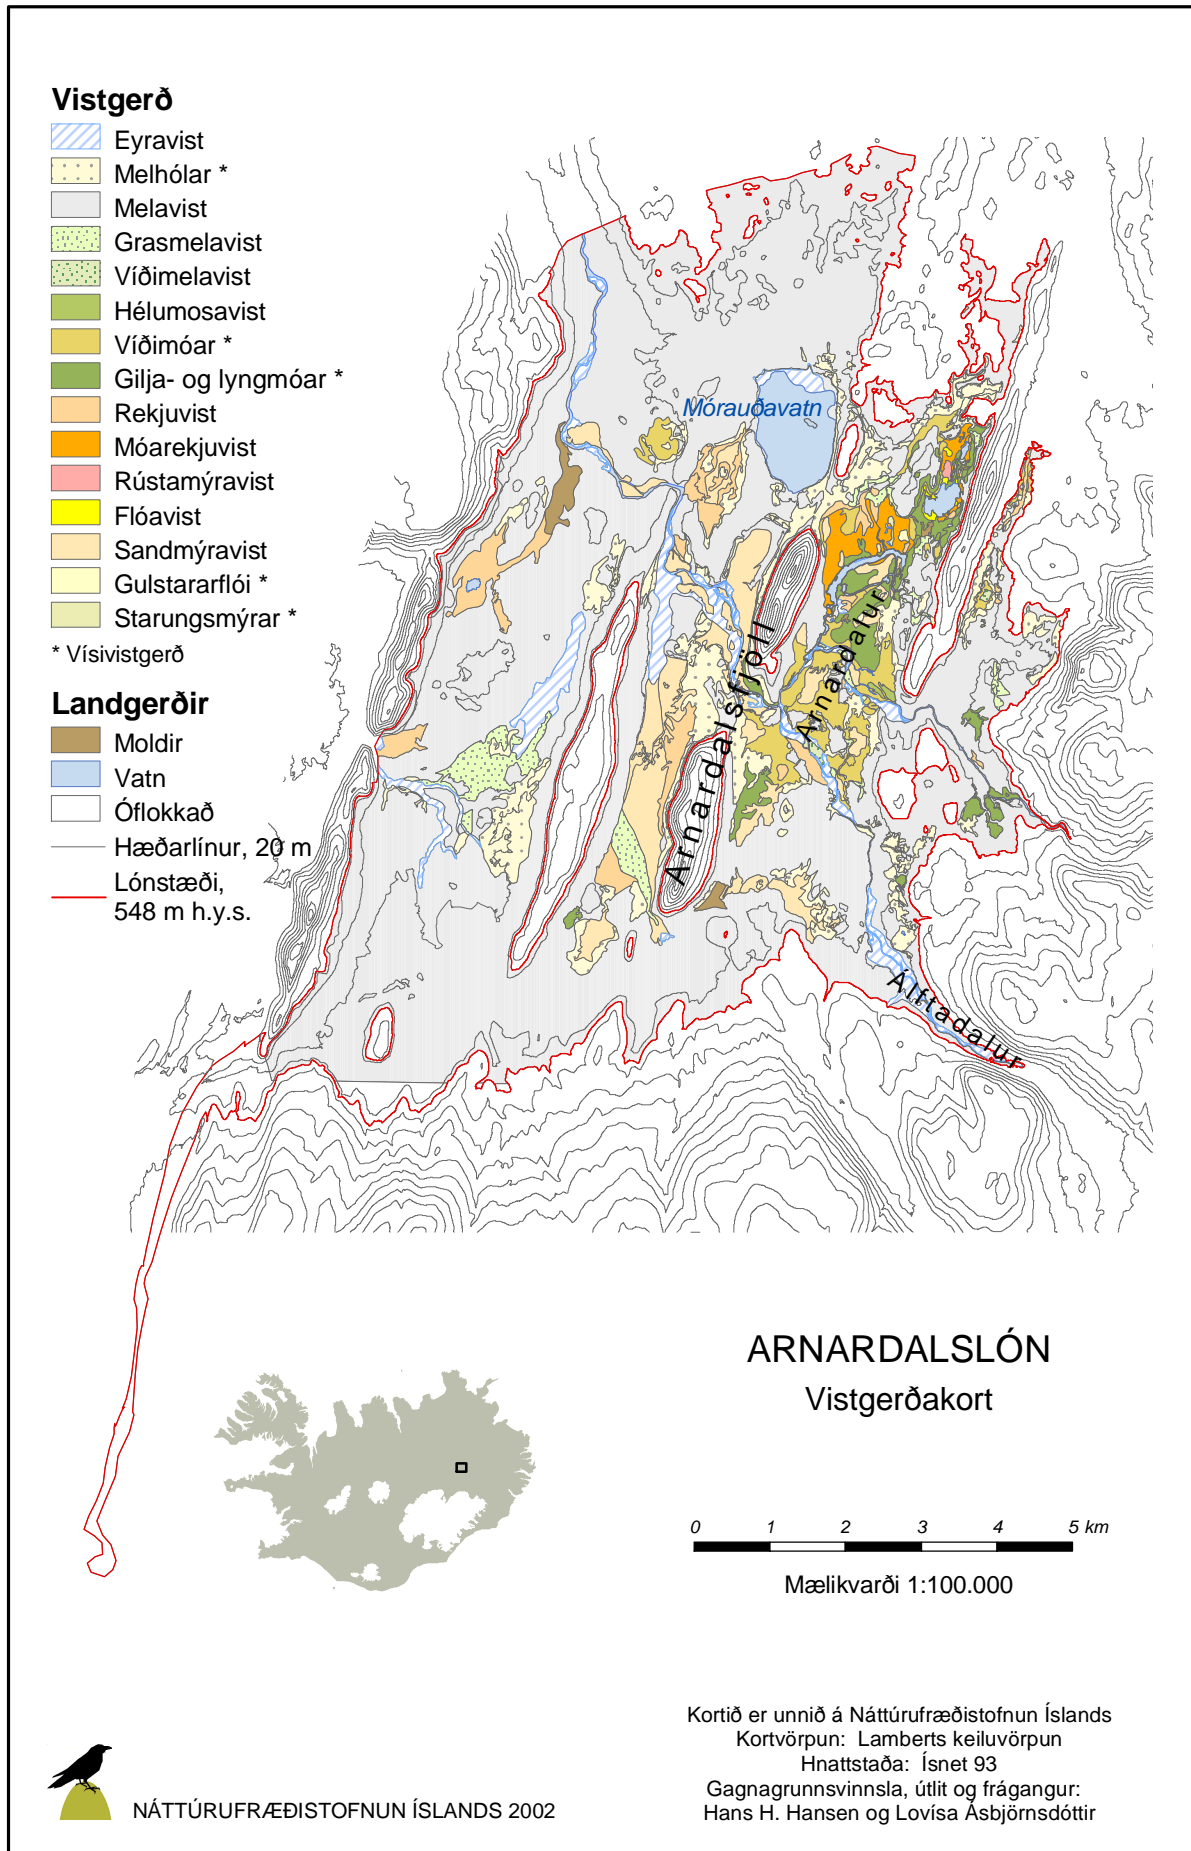 Vistgerð
Eyravist
Melhólar *
Melavist
Grasmelavist
Víðimelavist
Hélumosavist
Víðimóar *
Gilja- og lyngmóar *
Rekjuvist
Móarekjuvist
Rústamýravist
Flóavist
Sandmýravist
Gulstararflói *
Starungsmýrar *
* Vísivistgerð
Landgerðir
Moldir
Vatn
Óflokkað
Hæðarlínur, 20 m
Lónstæði,
548 m h.y.s.
Mórauðavatn
Arnardalsfjöll
Arnardalur
Álftadalur
ARNARDALSLÓN
Vistgerðakort
0 1 2 3 4 5 km
Mælikvarði 1:100.000
Kortið er unnið á Náttúrufræðistofnun Íslands
Kortvörpun: Lamberts keiluvörpun
Hnattstaða: Ísnet 93
Gagnagrunnsvinnsla, útlit og frágangur:
Hans H. Hansen og Lovísa Ásbjörnsdóttir
NÁTTÚRUFRÆÐISTOFNUN ÍSLANDS 2002